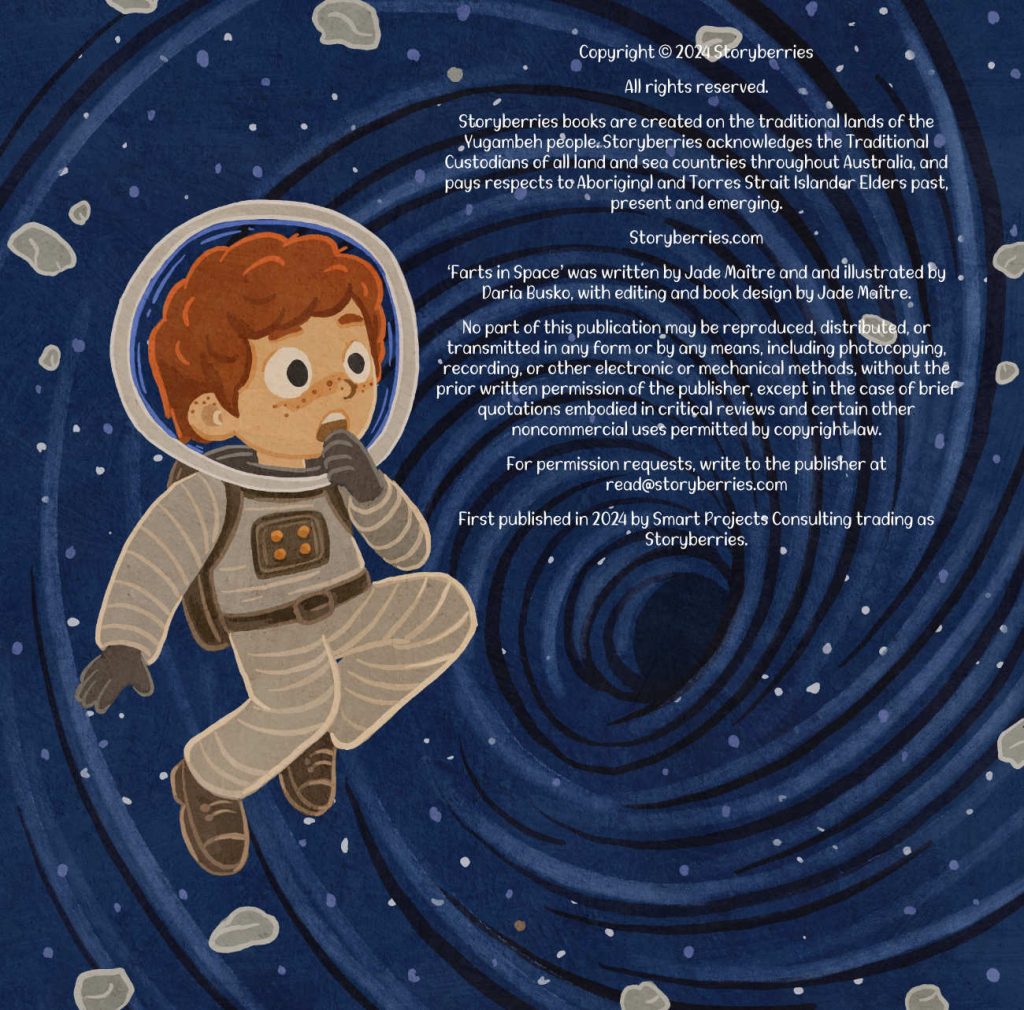 Copyright © 2024 Storyberries
All rights reserved.
Storyberries books are created on the traditional lands of the
Yugambeh people. Storyberries acknowledges the Traditional
Custodians of all land and sea countries throughout Australia, and
pays respects to Aboriginal and Torres Strait Islander Elders past,
present and emerging.
Storyberries.com
‘Farts in Space’ was written by Jade Maître and and illustrated by
Daria Busko, with editing and book design by Jade Maître.
No part of this publication may be reproduced, distributed, or
transmitted in any form or by any means, including photocopying,
recording, or other electronic or mechanical methods, without the
prior written permission of the publisher, except in the case of brief
quotations embodied in critical reviews and certain other
noncommercial uses permitted by copyright law.
For permission requests, write to the publisher at
read@storyberries.com
First published in 2024 by Smart Projects Consulting trading as
Storyberries.